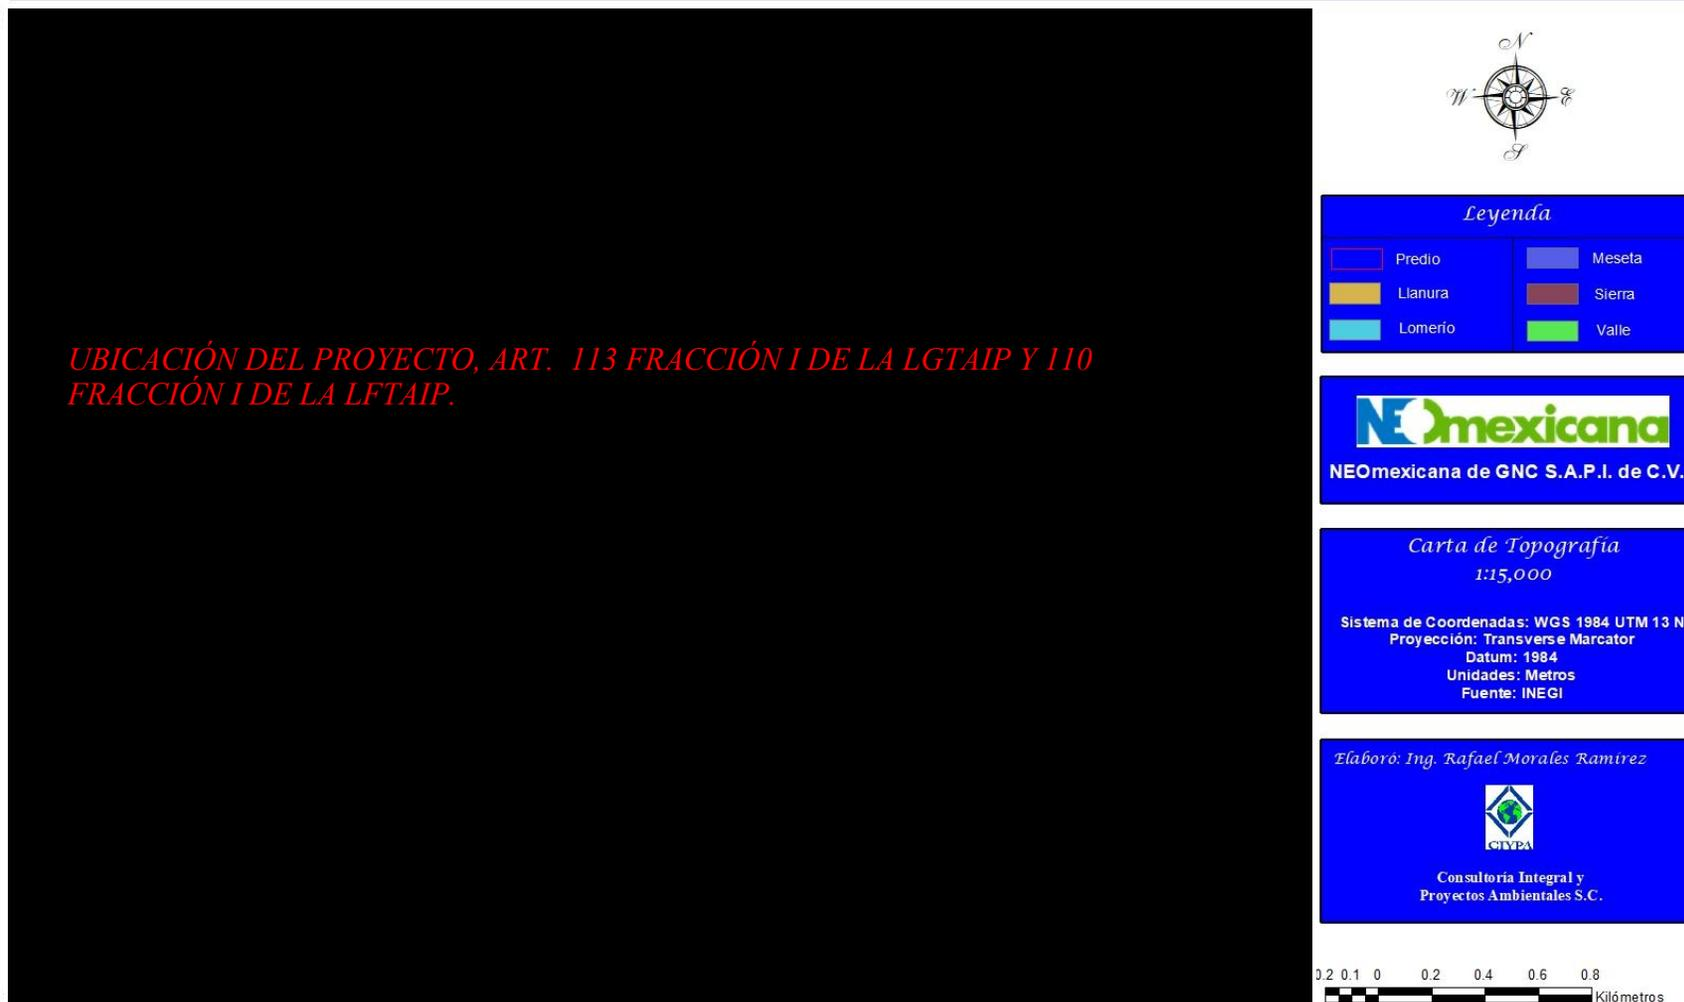 N
W
E
S
UBICACIÓN DEL PROYECTO, ART. 113 FRACCIÓN I DE LA LGTAIP Y 110
FRACCIÓN I DE LA LFTAIP.
Leyenda
Predio
Meseta
Llanura
Sierra
Lomerío
Valle
NEOmexicana
NEOmexicana de GNC S.A.P.I. de C.V.
Carta de Topografía
1:15,000
Sistema de Coordenadas: WGS 1984 UTM 13 N
Proyección: Transverse Marcator
Datum: 1984
Unidades: Metros
Fuente: INEGI
Elaboró: Ing. Rafael Morales Ramírez
CIYPA
Consultoría Integral y
Proyectos Ambientales S.C.
0.2 0.1 0 0.2 0.4 0.6 0.8
Kilómetros